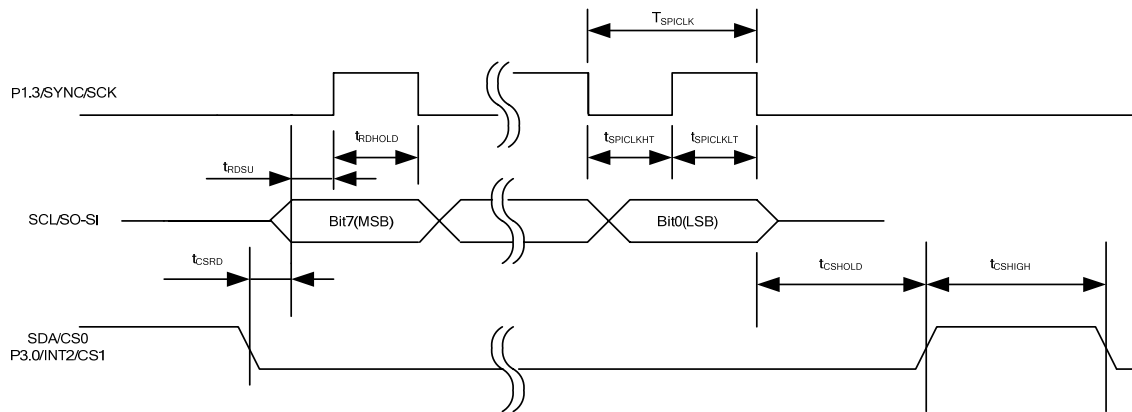 TSPICLK
P1.3/SYNC/SCK
tRDHOLD
tSPICLKHT
tSPICLKLT
tRDSU
SCL/SO-SI
Bit7(MSB)
Bit0(LSB)
tCSRD
tCSHOLD
tCSHIGH
SDA/CS0
P3.0/INT2/CS1